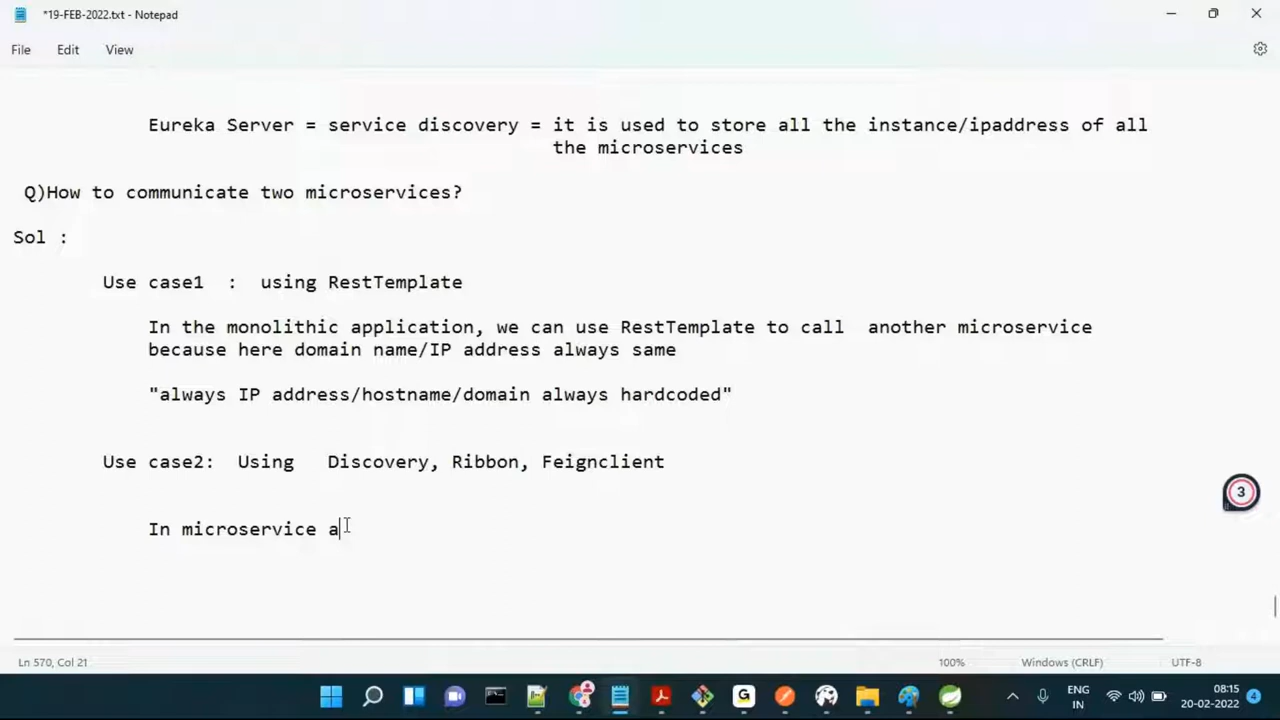 *19-FEB-2022.txt - Notepad
File Edit View
Eureka Server = service discovery = it is used to store all the instance/ipaddress of all
the microservices
Q)How to communicate two microservices?
Sol :
Use case1 : using RestTemplate
In the monolithic application, we can use RestTemplate to call another microservice
because here domain name/IP address always same
"always IP address/hostname/domain always hardcoded"
Use case2: Using Discovery, Ribbon, Feignclient
3
In microservice a
Ln 570, Col 21 100% Windows (CRLF) UTF-8
G
ENG
IN
08:15
20-02-2022
4